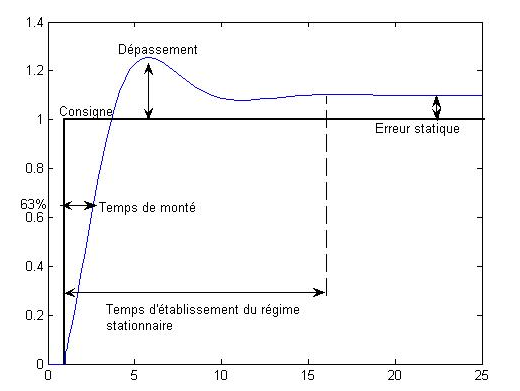 1.4
Dépassement
1.2
Consigne
1
Erreur statique
0.8
63%
Temps de monté
0.6
0.4
Temps d'établissement du régime
stationnaire
0.2
0
0
5
10
15
20
25